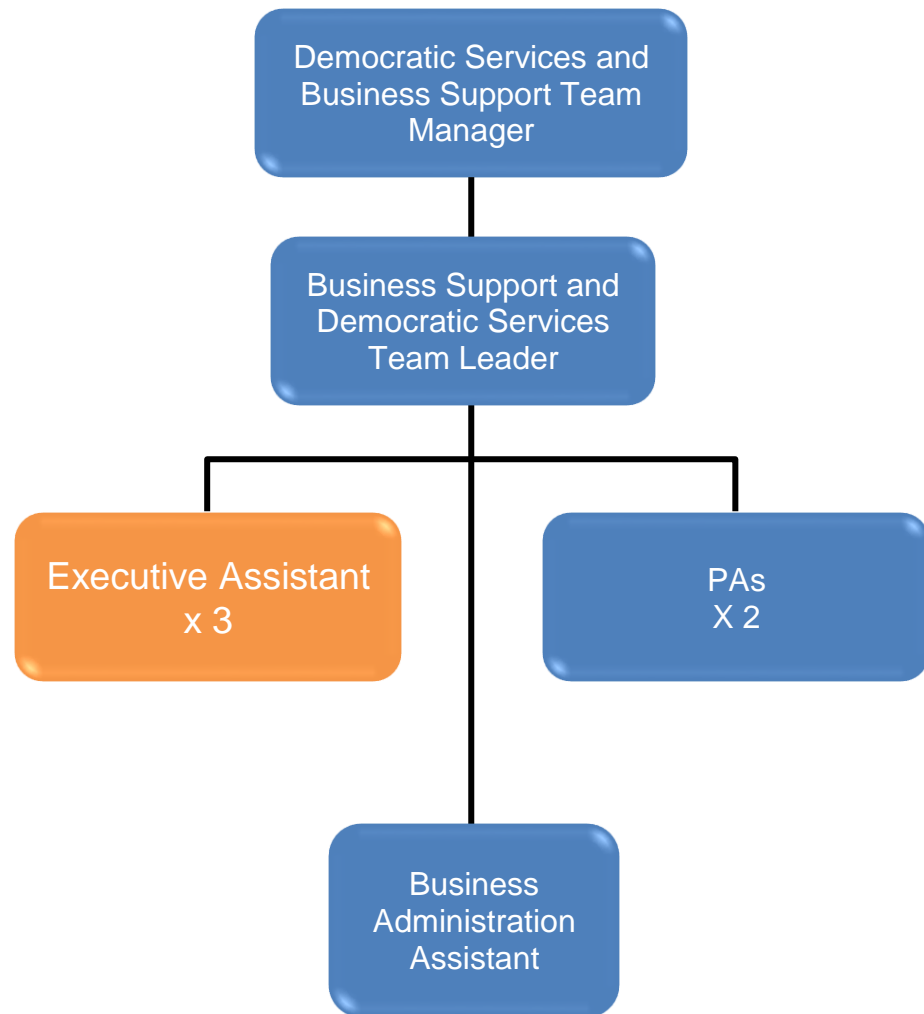 Democratic Services and
Business Support Team
Manager
Business Support and
Democratic Services
Team Leader
Executive Assistant
x 3
PAs
X 2
Business
Administration
Assistant